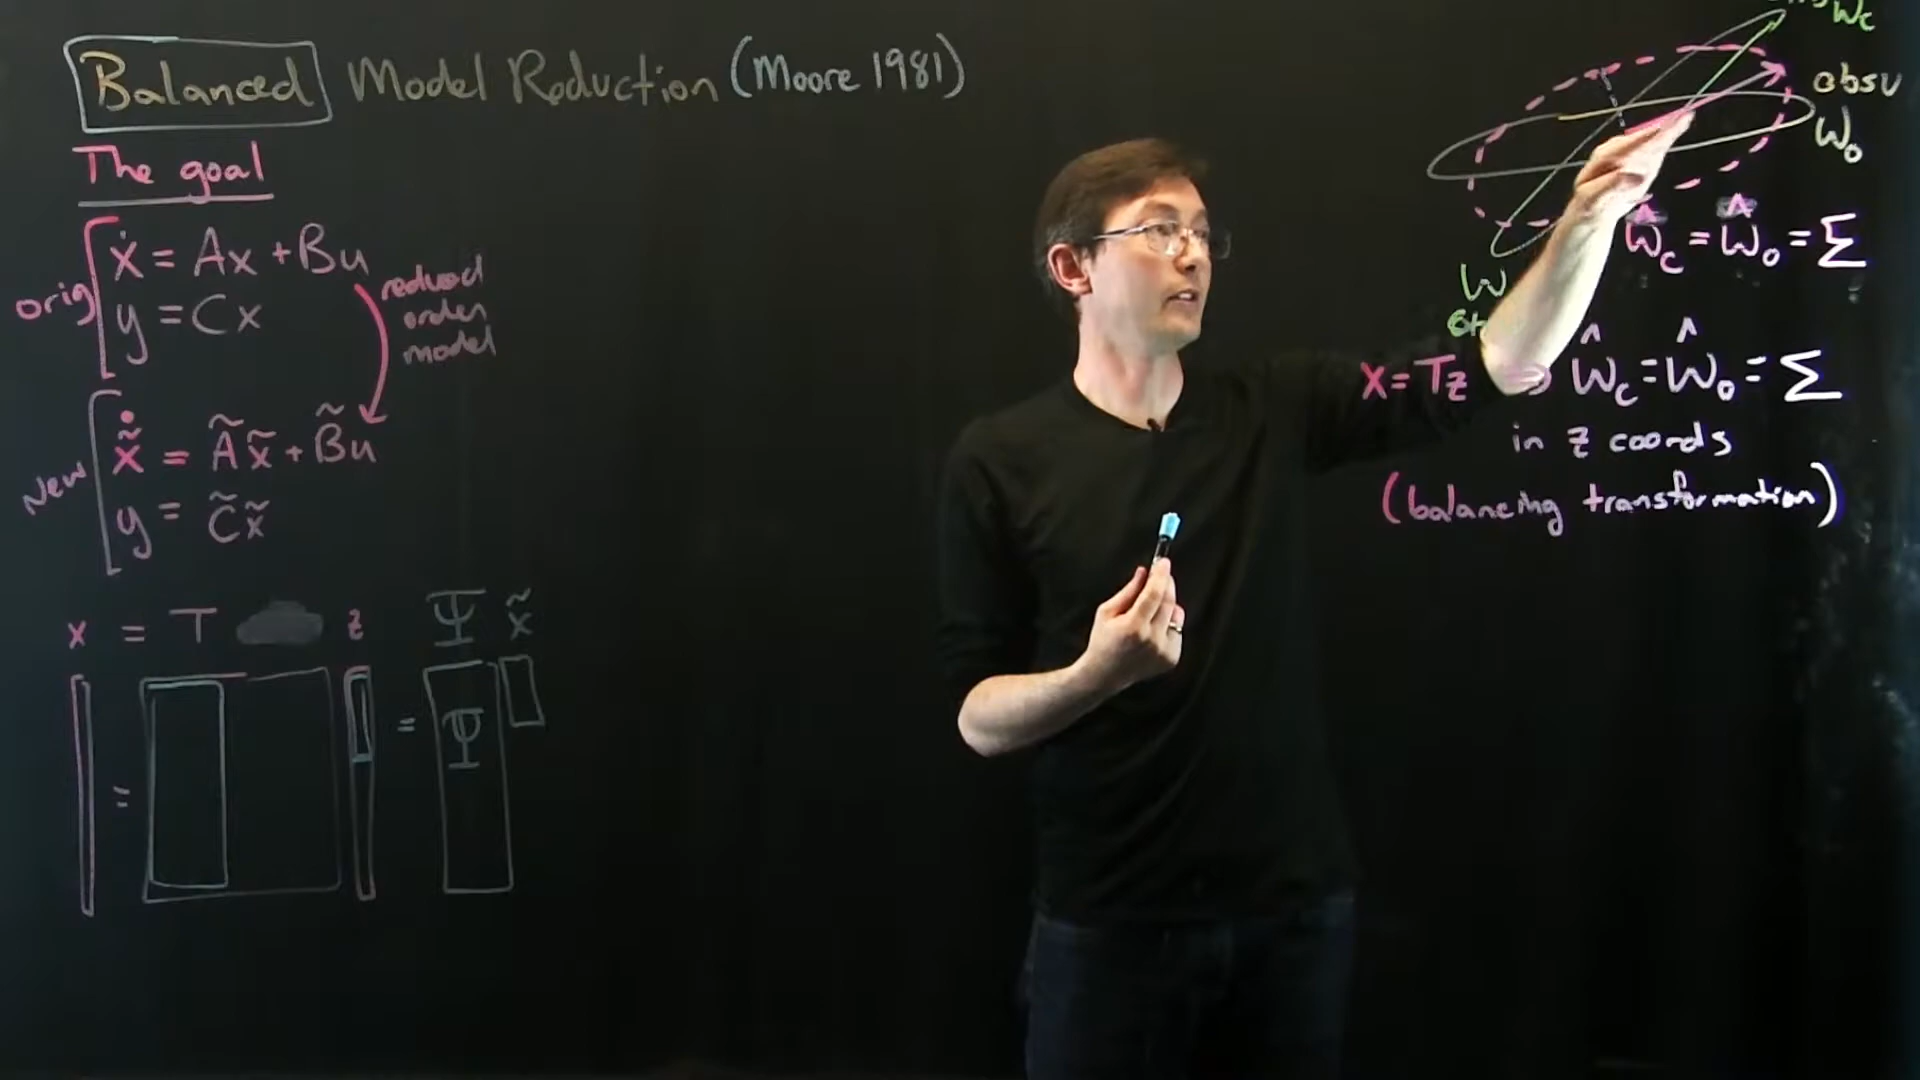 Balanced Model Reduction (Moore 1981)
The goal
orig
ẋ = Ax + Bu
y = Cx
reduced
order
model
New
x̃̇ = Ãx̃ + B̃u
y = C̃x̃
x = T z Ψ x̃
= = Ψ
Wc
obsv
Wo
Ŵc = Ŵo = Σ
x = Tz ⇒ Ŵc = Ŵo = Σ
in z coords
(balancing transformation)